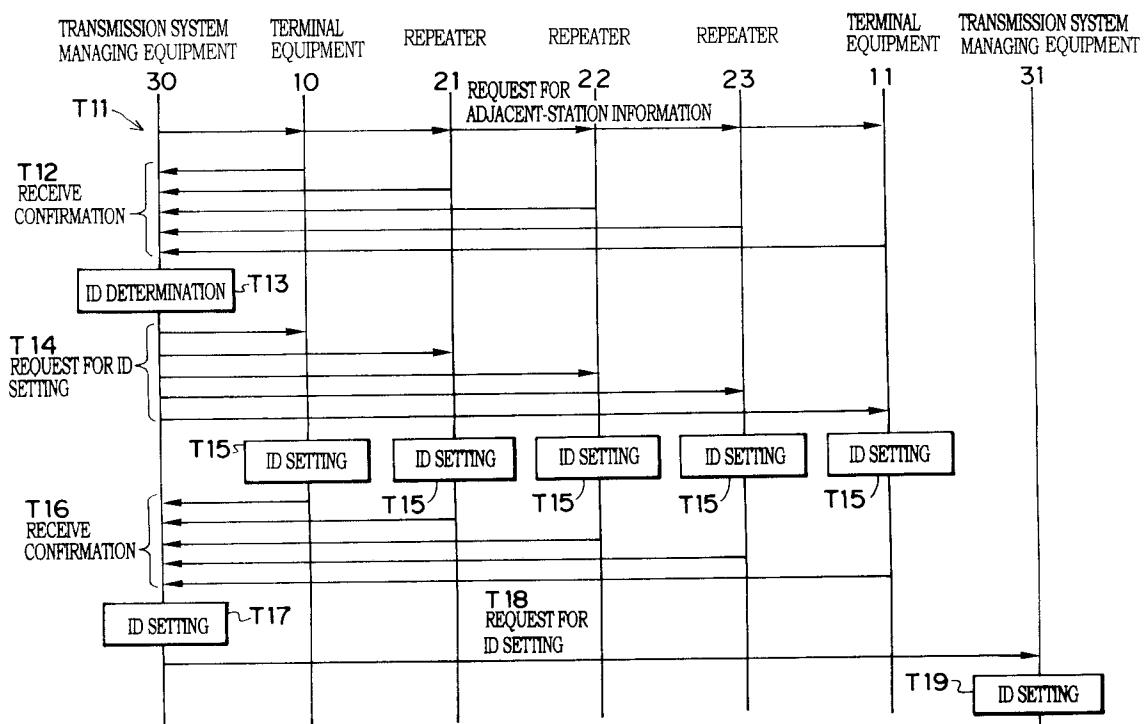 TRANSMISSION SYSTEM
MANAGING EQUIPMENT
30
TERMINAL
EQUIPMENT
10
REPEATER
21
REPEATER
22
REPEATER
23
TERMINAL
EQUIPMENT
11
TRANSMISSION SYSTEM
MANAGING EQUIPMENT
31
T11
REQUEST FOR
ADJACENT-STATION INFORMATION
T12
RECEIVE
CONFIRMATION
ID DETERMINATION
T13
T14
REQUEST FOR ID
SETTING
T15
ID SETTING
ID SETTING
T15
ID SETTING
T15
ID SETTING
T15
ID SETTING
T15
T16
RECEIVE
CONFIRMATION
ID SETTING
T17
T18
REQUEST FOR
ID SETTING
T19
ID SETTING